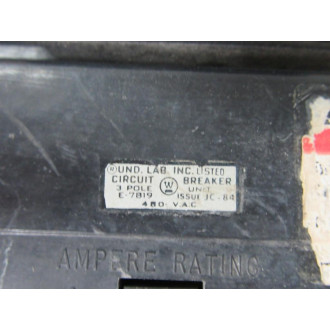 UND. LAB. INC. LISTED
CIRCUIT W BREAKER
3 POLE UNIT
E-7819 ISSUE JC-84
480 V.A.C
AMPERE RATING